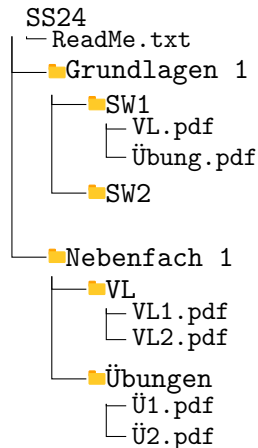 SS24
ReadMe.txt
Grundlagen 1
SW1
VL.pdf
Übung.pdf
SW2
Nebenfach 1
VL
VL1.pdf
VL2.pdf
Übungen
Ü1.pdf
Ü2.pdf